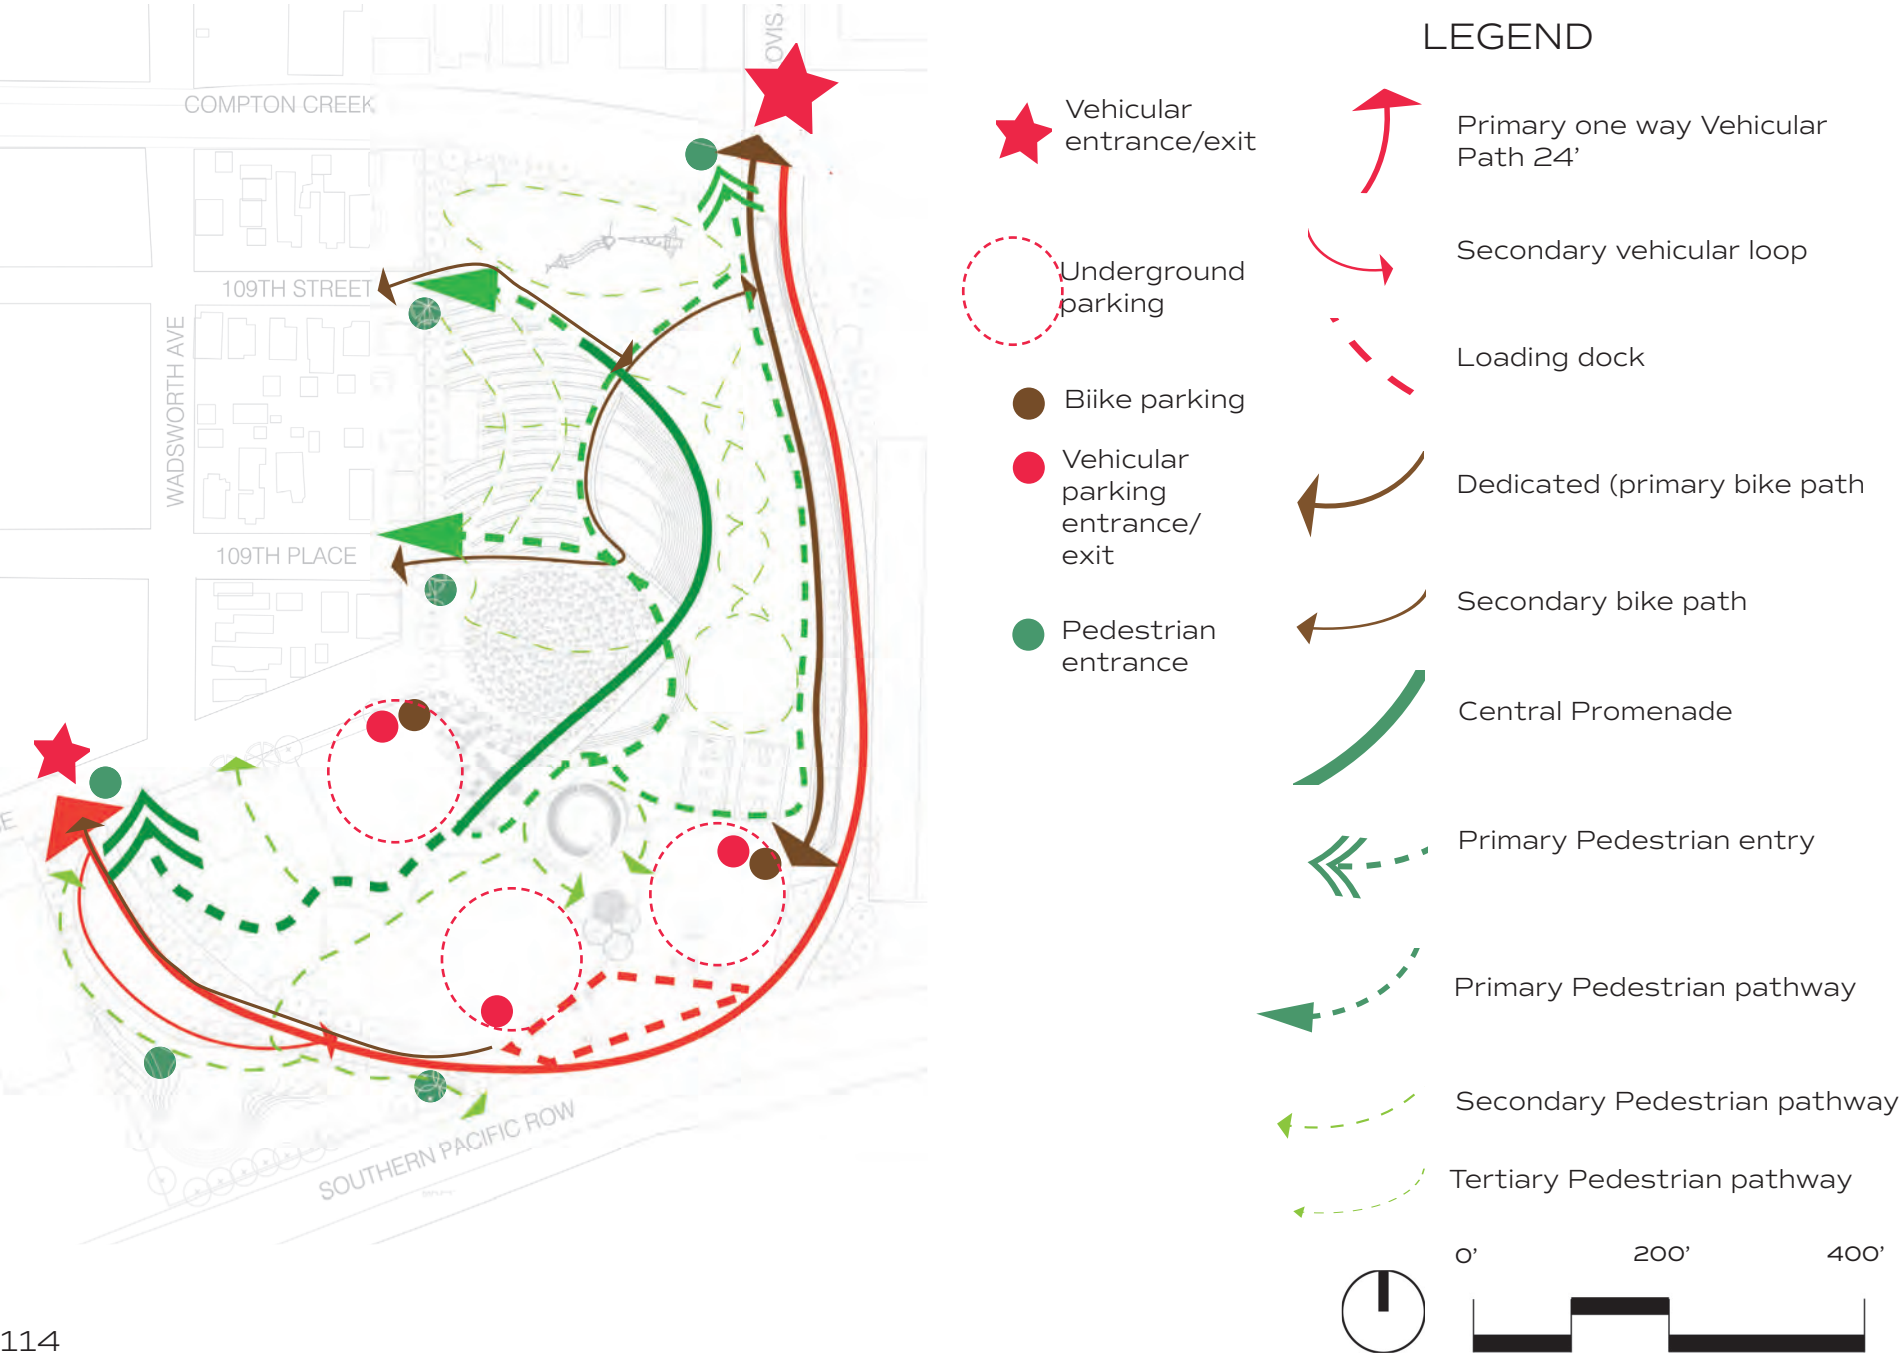 OVIS
COMPTON CREEK
109TH STREET
WADSWORTH AVE
109TH PLACE
E
SOUTHERN PACIFIC ROW
LEGEND
Vehicular
entrance/exit
Underground
parking
Biike parking
Vehicular
parking
entrance/
exit
Pedestrian
entrance
Primary one way Vehicular
Path 24’
Secondary vehicular loop
Loading dock
Dedicated (primary bike path
Secondary bike path
Central Promenade
Primary Pedestrian entry
Primary Pedestrian pathway
Secondary Pedestrian pathway
Tertiary Pedestrian pathway
0’ 200’ 400’
114